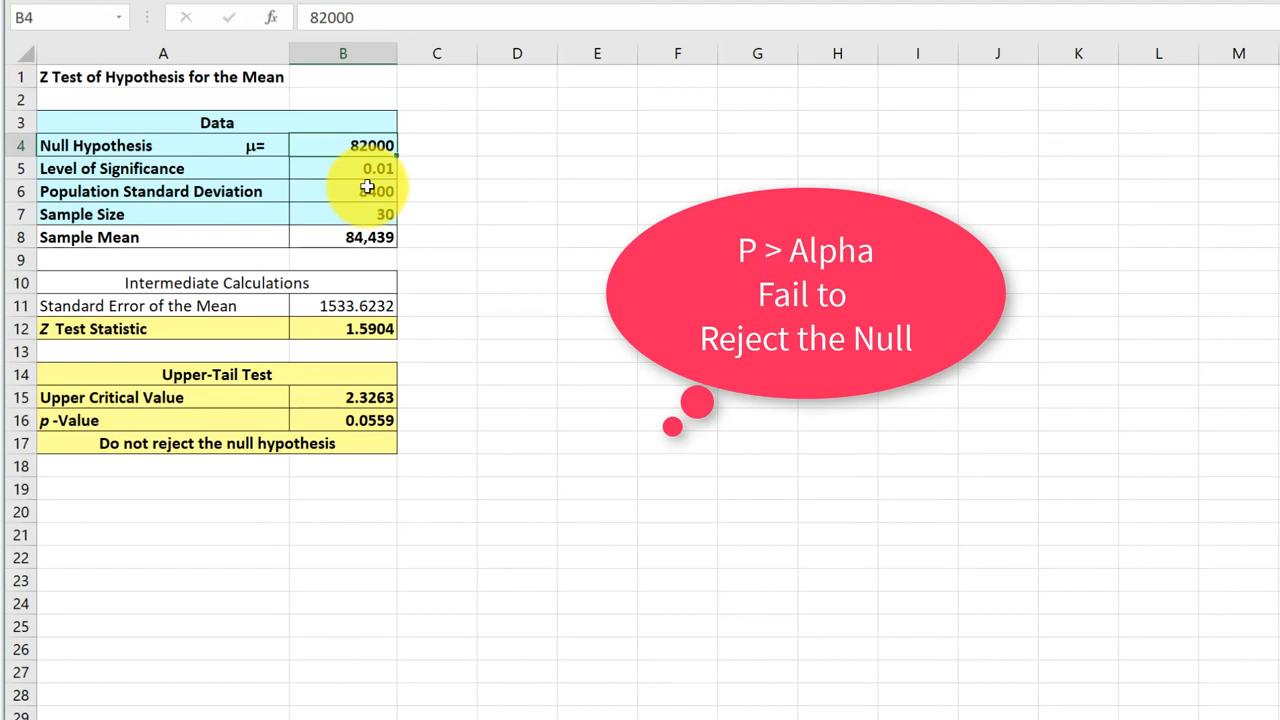 B4 fx 82000
A B C D E F G H I J K L M
1 Z Test of Hypothesis for the Mean
2
3 Data
4 Null Hypothesis μ= 82000
5 Level of Significance 0.01
6 Population Standard Deviation 8400
7 Sample Size 30
8 Sample Mean 84,439
9
10 Intermediate Calculations
11 Standard Error of the Mean 1533.6232
12 Z Test Statistic 1.5904
13
14 Upper-Tail Test
15 Upper Critical Value 2.3263
16 p -Value 0.0559
17 Do not reject the null hypothesis
18
19
20
21
22
23
24
25
26
27
28
29
P > Alpha
Fail to
Reject the Null